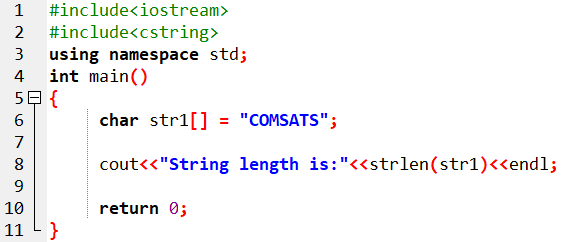 1 #include<iostream>
2 #include<cstring>
3 using namespace std;
4 int main()
5 {
6 char str1[] = "COMSATS";
7
8 cout<<"String length is:"<<strlen(str1)<<endl;
9
10 return 0;
11 }